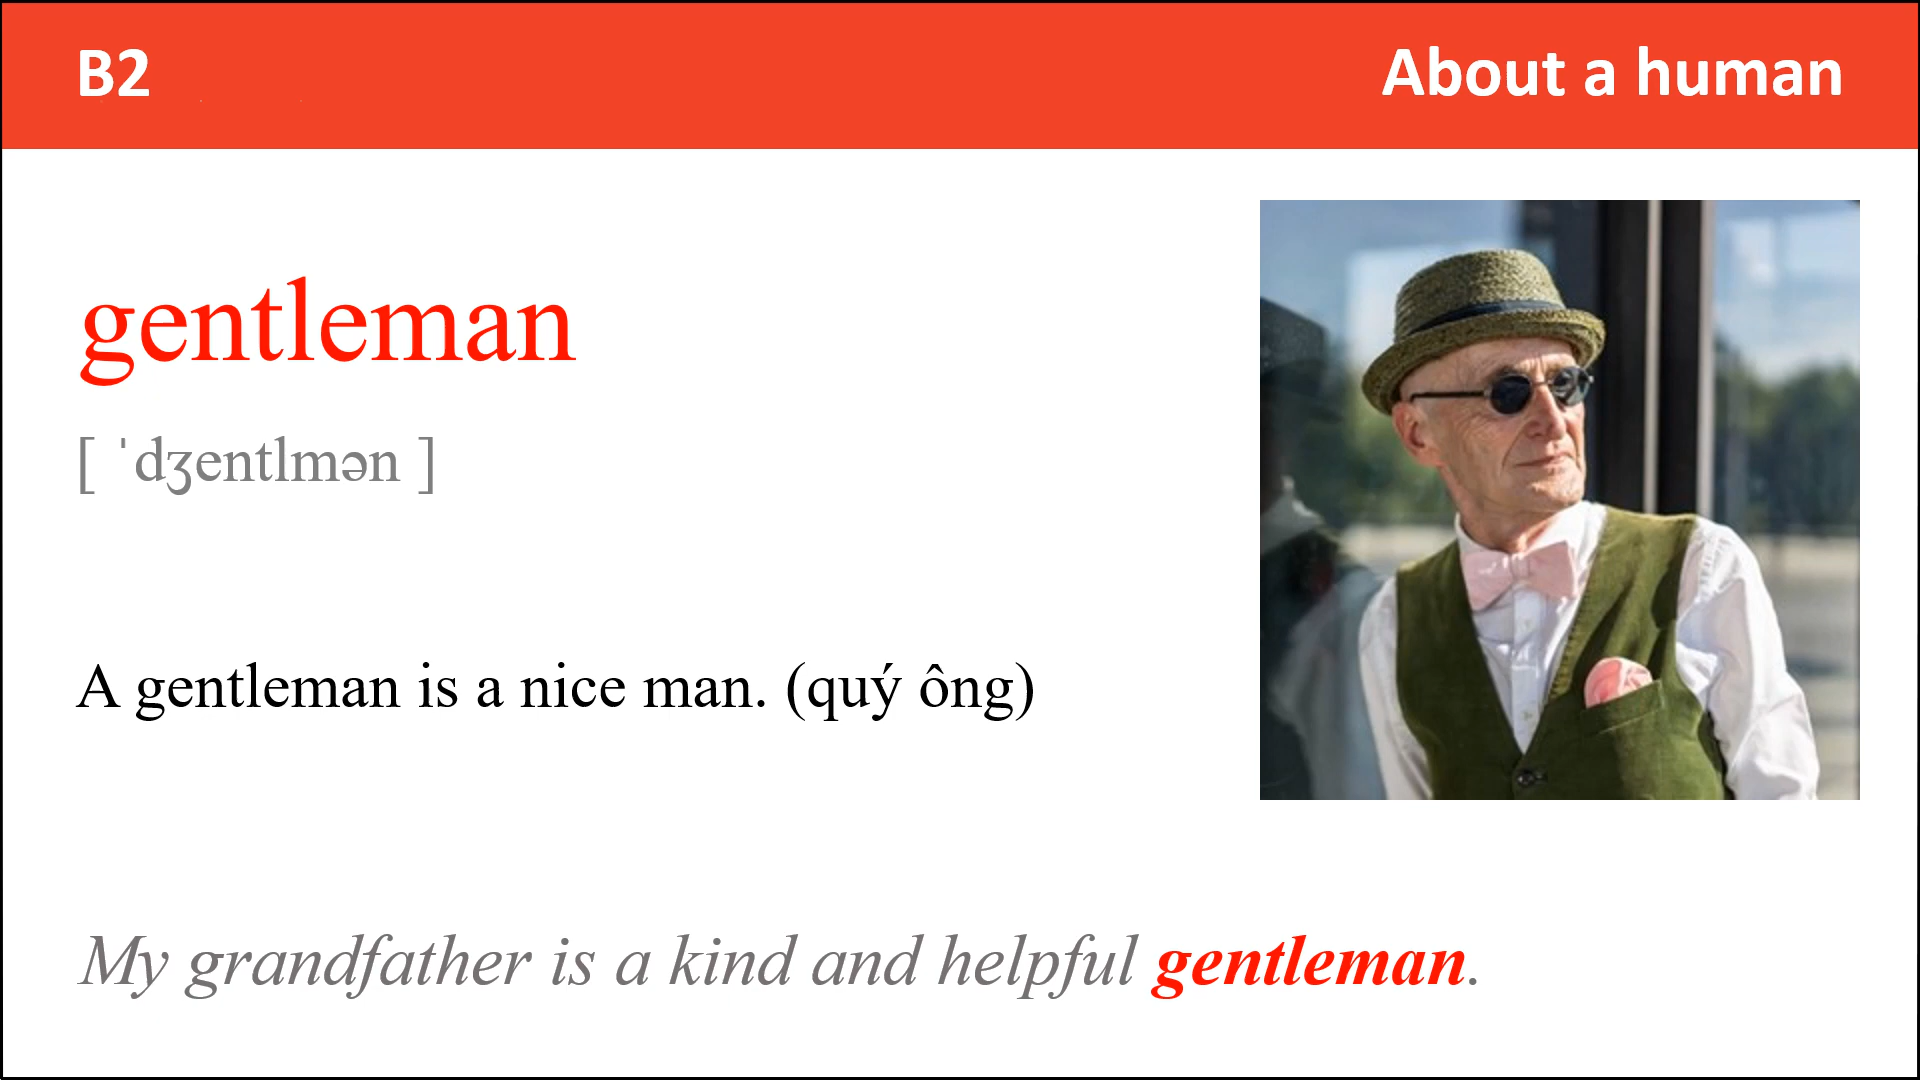 B2
About a human
gentleman
[ ˈdʒentlmən ]
A gentleman is a nice man. (quý ông)
My grandfather is a kind and helpful gentleman.